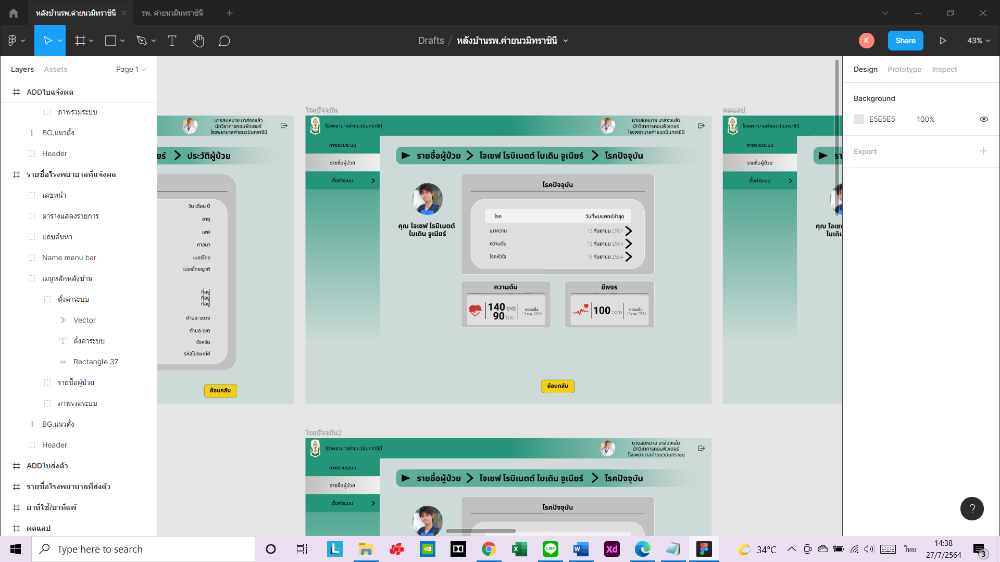 หลังบ้านรพ.ค่ายนวมิทราชินี
รพ. ค่ายนวมินทราชินี
Drafts / หลังบ้านรพ.ค่ายนวมิทราชินี
K
Share
43%
Layers
Assets
Page 1
ADDใบแจ้งผล
ภาพรวมระบบ
BG.แนวตั้ง
Header
รายชื่อโรงพยาบาลที่แจ้งผล
เลขหน้า
ตารางแสดงรายการ
แถบค้นหา
Name menu bar
เมนูหลักหลังบ้าน
ตั้งค่าระบบ
Vector
ตั้งค่าระบบ
Rectangle 37
รายชื่อผู้ป่วย
ภาพรวมระบบ
BG.แนวตั้ง
Header
ADDใบส่งตัว
รายชื่อโรงพยาบาลที่ส่งตัว
ยาที่ใช้/ยาที่แพ้
ผลแลป
นายสมหมาย มาส่องแล้ว
นักวิชาการคอมพิวเตอร์
โรงพยาบาลค่ายนวมินทราชินี
ยร์ > ประวัติผู้ป่วย
วัน เดือน ปี
อายุ
เพศ
ศาสนา
เบอร์โทร
เบอร์โทรญาติ
ที่อยู่
ที่อยู่
ที่อยู่
ตำบล/แขวง
ตำบล/เขต
จังหวัด
รหัสไปรษณีย์
ย้อนกลับ
โรคปัจจุบัน
โรงพยาบาลค่ายนวมินทราชินี
นายสมหมาย มาส่องแล้ว
นักวิชาการคอมพิวเตอร์
โรงพยาบาลค่ายนวมินทราชินี
ภาพรวมระบบ
รายชื่อผู้ป่วย
ตั้งค่าระบบ
รายชื่อผู้ป่วย > โจเซฟ โรบิเนตต์ ไบเดิน จูเนียร์ > โรคปัจุบัน
คุณ โจเซฟ โรบิเนตต์
ไบเดิน จูเนียร์
โรคปัจจุบัน
โรค
วันที่พบแพทย์ล่าสุด
เบาหวาน
13 กันยายน 2564
ความดัน
13 กันยายน 2564
โรคหัวใจ
13 กันยายน 2564
ความดัน
140 SYS
90 DIA
ตรวจเมื่อ
13 ก.ย. 2564
ชีพจร
100 bpm
ตรวจเมื่อ
13 ก.ย. 2564
ย้อนกลับ
ผลแลป
โรงพยาบาลค่ายนวมินทราชินี
ภาพรวมระบบ
รายชื่อผู้ป่วย
ตั้งค่าระบบ
คุณ โจเซฟ
ไบเดิน
โรคปัจจุบัน2
โรงพยาบาลค่ายนวมินทราชินี
นายสมหมาย มาส่องแล้ว
นักวิชาการคอมพิวเตอร์
โรงพยาบาลค่ายนวมินทราชินี
ภาพรวมระบบ
รายชื่อผู้ป่วย
ตั้งค่าระบบ
รายชื่อผู้ป่วย > โจเซฟ โรบิเนตต์ ไบเดิน จูเนียร์ > โรคปัจุบัน
โรคปัจจุบัน
Design
Prototype
Inspect
Background
E5E5E5
100%
Export
?
Type here to search
34°C
ไทย
14:38
27/7/2564
3